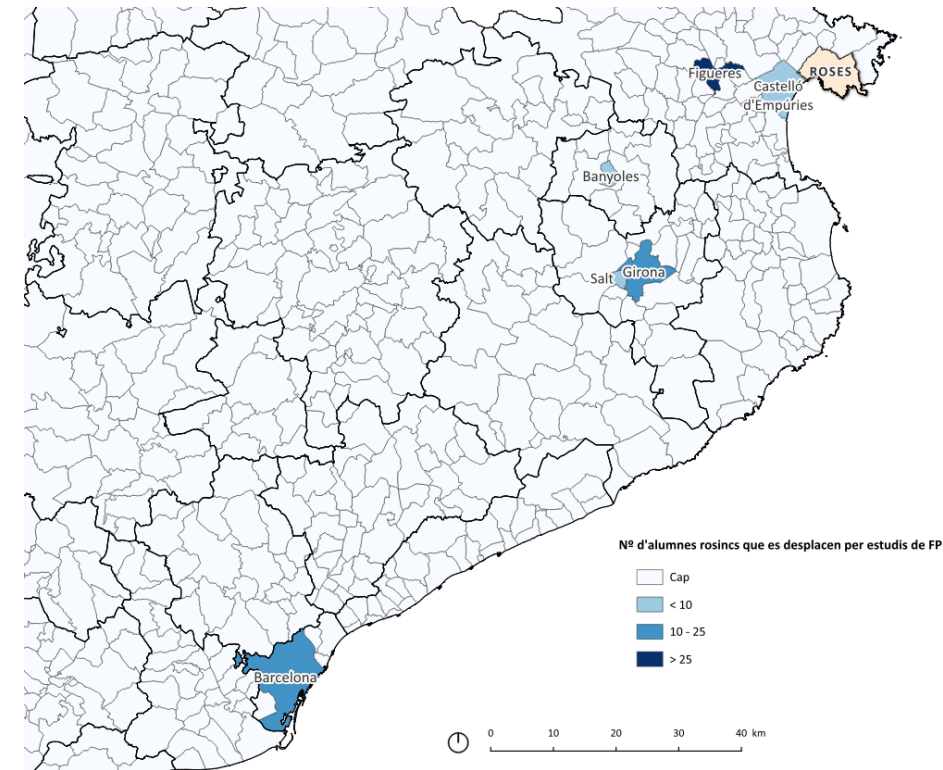 Figueres
ROSES
Castelló
d'Empúries
Banyoles
Salt
Girona
Barcelona
Nº d'alumnes rosincs que es desplacen per estudis de FP
Cap
< 10
10 - 25
> 25
0 10 20 30 40 km